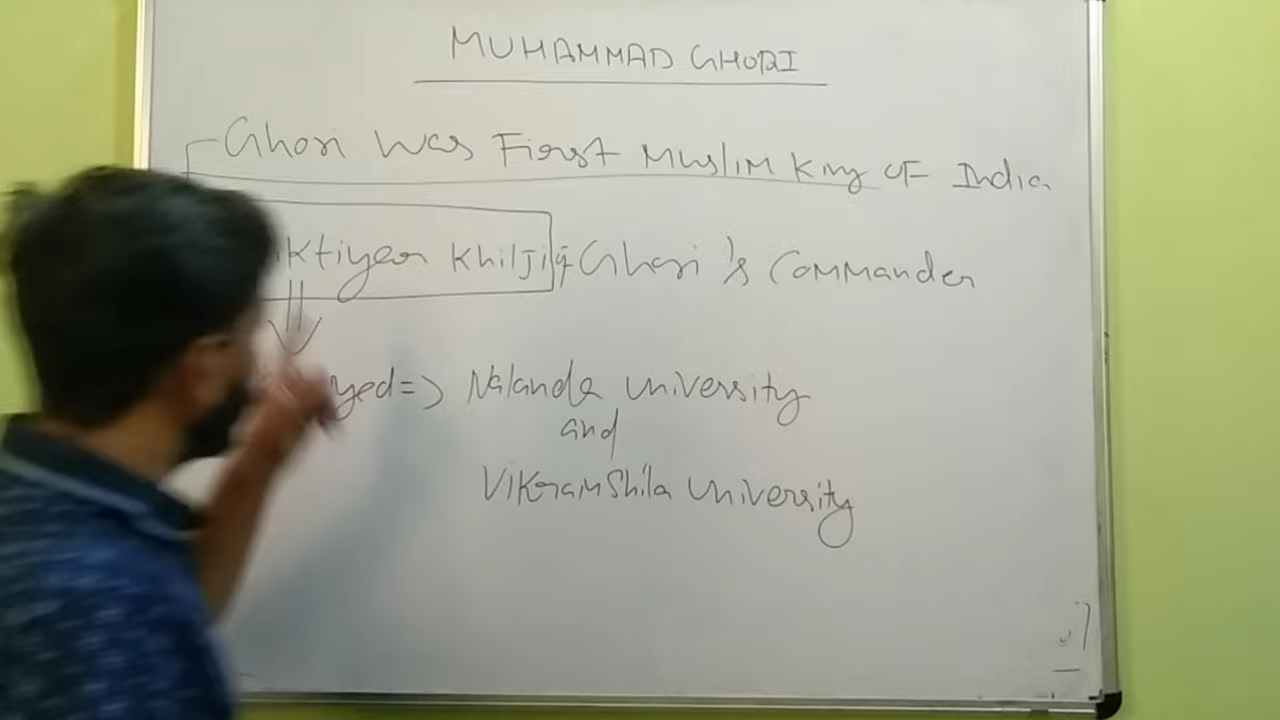 MUHAMMAD GHORI
Ghori Was First Muslim King OF India
iktiyar Khilji Ghori's Commander
yed => Nalanda University
and
VikramShila University